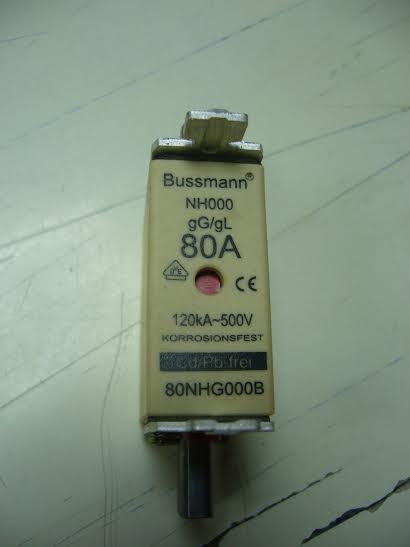 Bussmann®
NH000
gG/gL
80A
CE
120kA~500V
KORROSIONSFEST
Cd/Pb-frei
80NHG000B